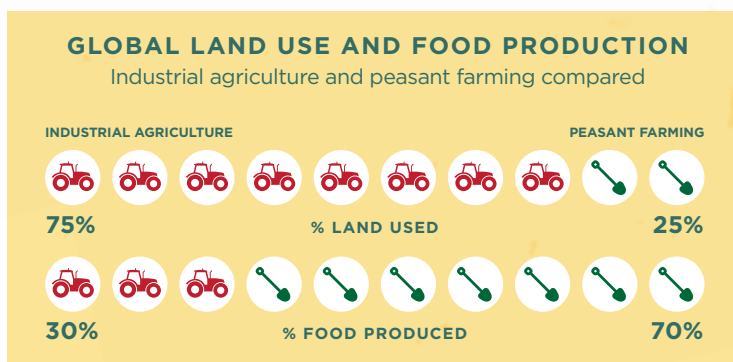 GLOBAL LAND USE AND FOOD PRODUCTION
Industrial agriculture and peasant farming compared
INDUSTRIAL AGRICULTURE PEASANT FARMING
75% % LAND USED 25%
30% % FOOD PRODUCED 70%